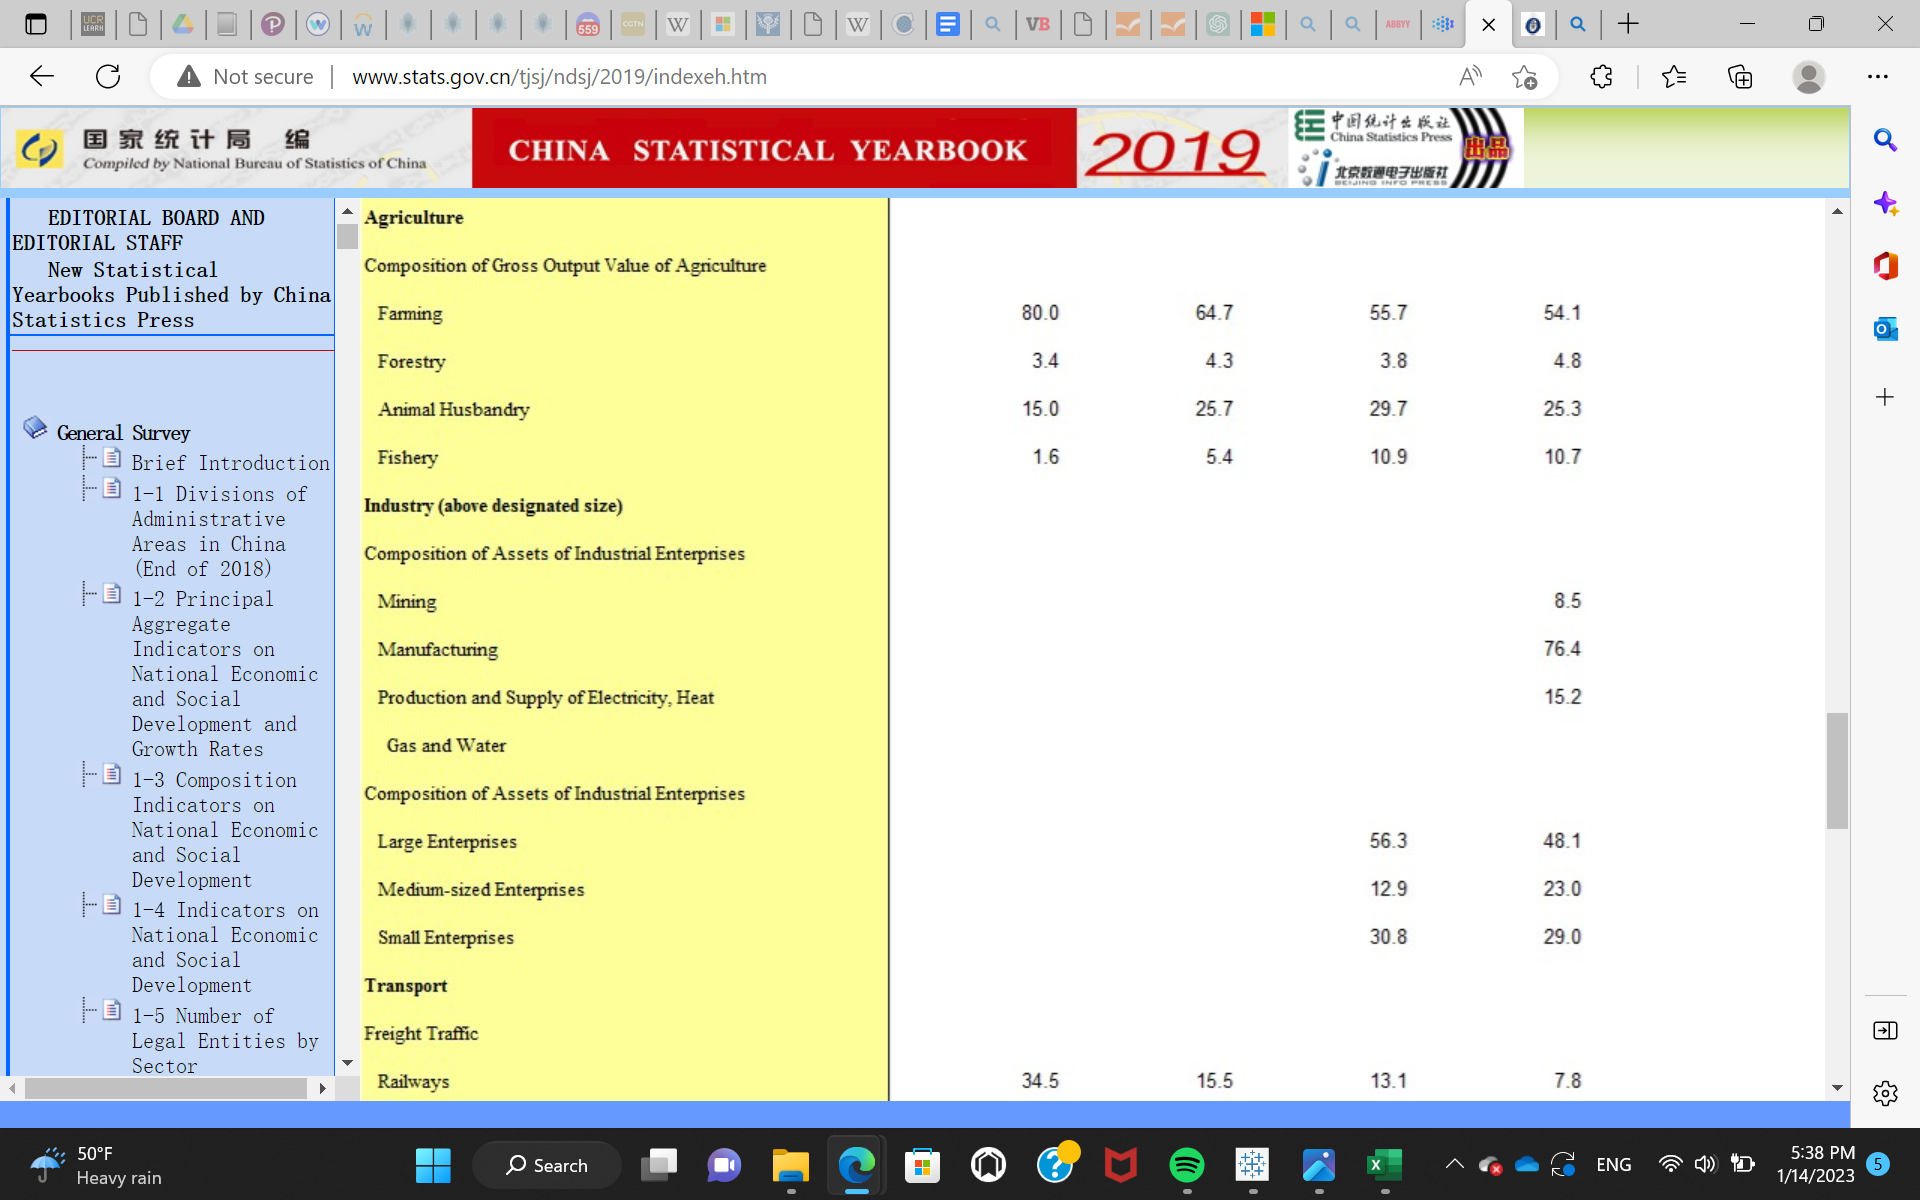 UCR
LEARN
559
CGTN
W
W
VB
ABBYY
Not secure
www.stats.gov.cn/tjsj/ndsj/2019/indexeh.htm
国家统计局 编
Compiled by National Bureau of Statistics of China
CHINA STATISTICAL YEARBOOK
2019
中国统计出版社
China Statistics Press
北京数通电子出版社
BEIJING INFO PRESS
出品
EDITORIAL BOARD AND
EDITORIAL STAFF
New Statistical
Yearbooks Published by China
Statistics Press
General Survey
Brief Introduction
1-1 Divisions of
Administrative
Areas in China
(End of 2018)
1-2 Principal
Aggregate
Indicators on
National Economic
and Social
Development and
Growth Rates
1-3 Composition
Indicators on
National Economic
and Social
Development
1-4 Indicators on
National Economic
and Social
Development
1-5 Number of
Legal Entities by
Sector
Agriculture
Composition of Gross Output Value of Agriculture
Farming 80.0 64.7 55.7 54.1
Forestry 3.4 4.3 3.8 4.8
Animal Husbandry 15.0 25.7 29.7 25.3
Fishery 1.6 5.4 10.9 10.7
Industry (above designated size)
Composition of Assets of Industrial Enterprises
Mining 8.5
Manufacturing 76.4
Production and Supply of Electricity, Heat 15.2
Gas and Water
Composition of Assets of Industrial Enterprises
Large Enterprises 56.3 48.1
Medium-sized Enterprises 12.9 23.0
Small Enterprises 30.8 29.0
Transport
Freight Traffic
Railways 34.5 15.5 13.1 7.8
50°F
Heavy rain
Search
ENG
5:38 PM
1/14/2023
5